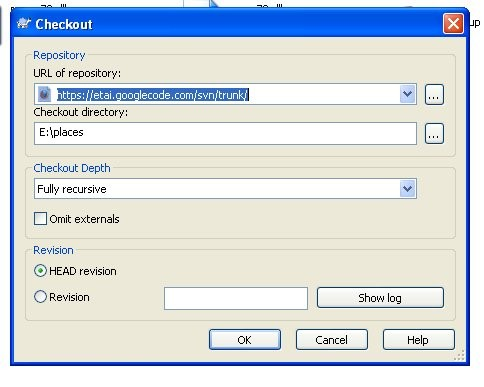 Checkout
Repository
URL of repository:
https://etai.googlecode.com/svn/trunk/
...
Checkout directory:
E:\places
...
Checkout Depth
Fully recursive
Omit externals
Revision
HEAD revision
Revision
Show log
OK Cancel Help
up